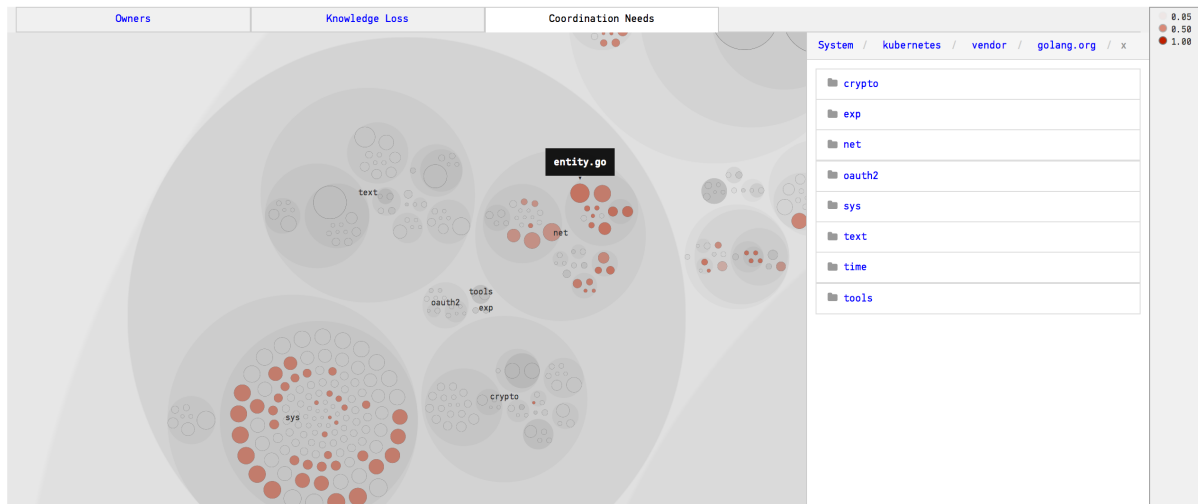 Owners
Knowledge Loss
Coordination Needs
0.05
0.50
1.00
System / kubernetes / vendor / golang.org / x
crypto
exp
net
oauth2
sys
text
time
tools
entity.go
text
net
tools
oauth2
exp
crypto
sys